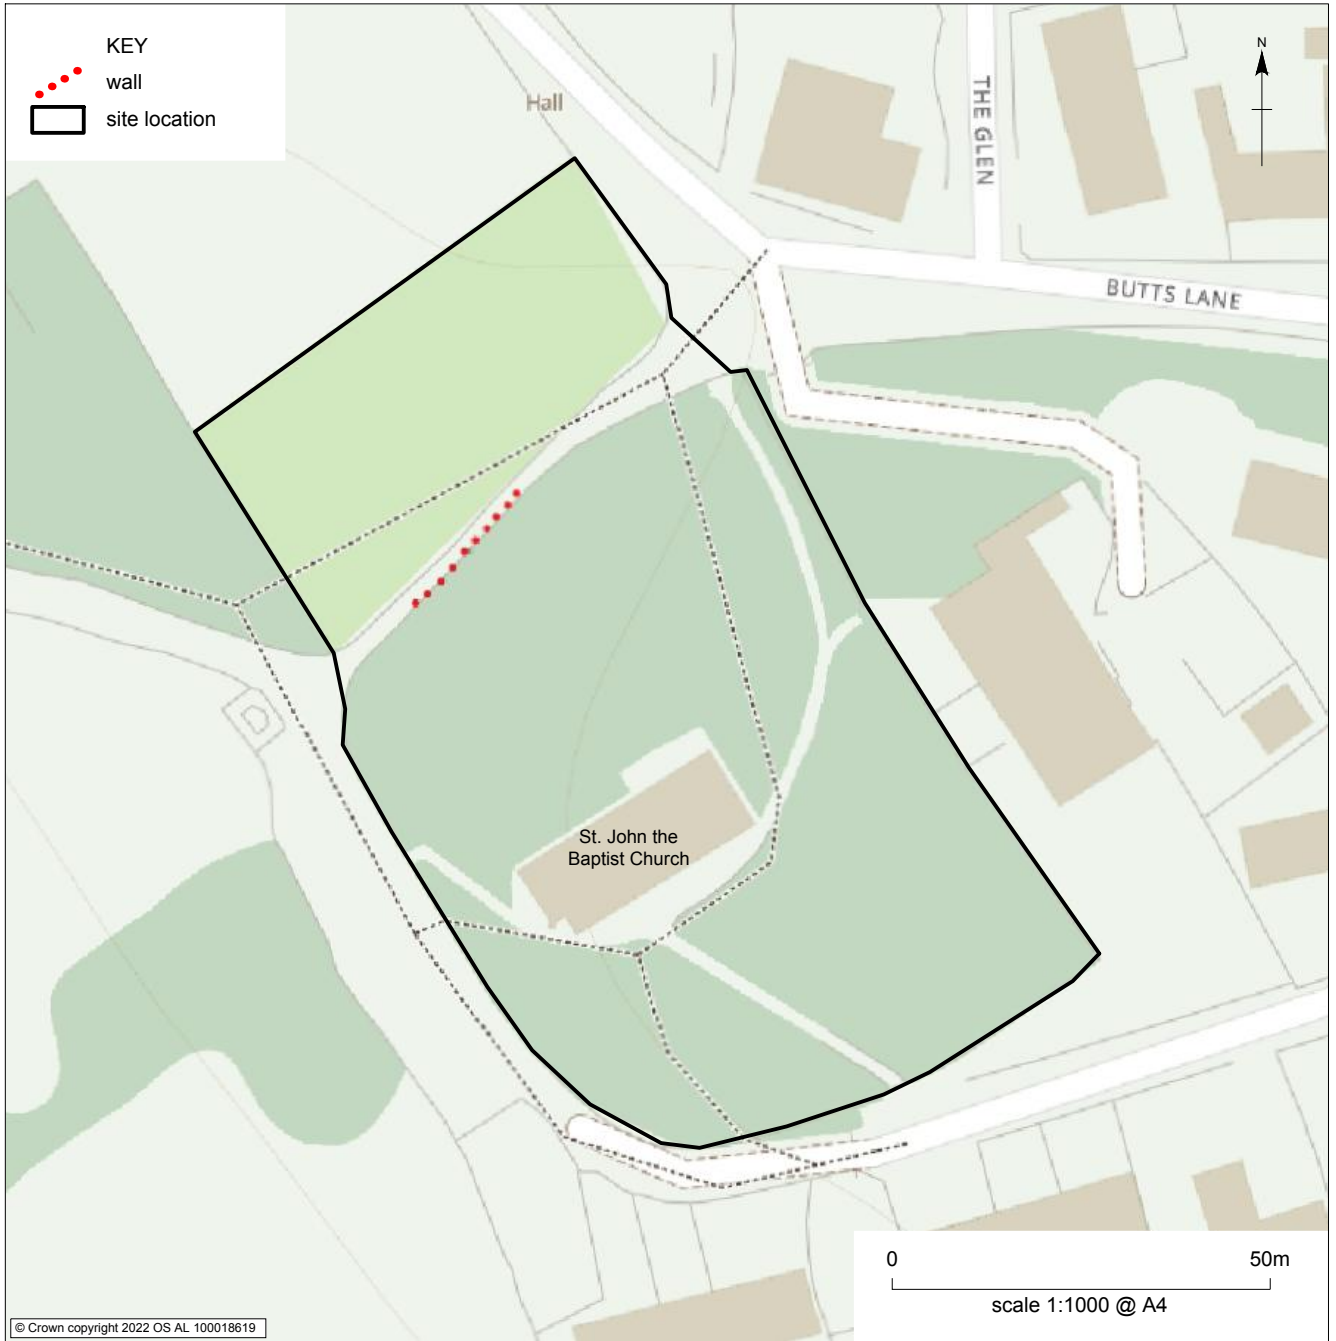 KEY
wall
site location
Hall
THE GLEN
N
BUTTS LANE
St. John the
Baptist Church
0 50m
scale 1:1000 @ A4
© Crown copyright 2022 OS AL 100018619